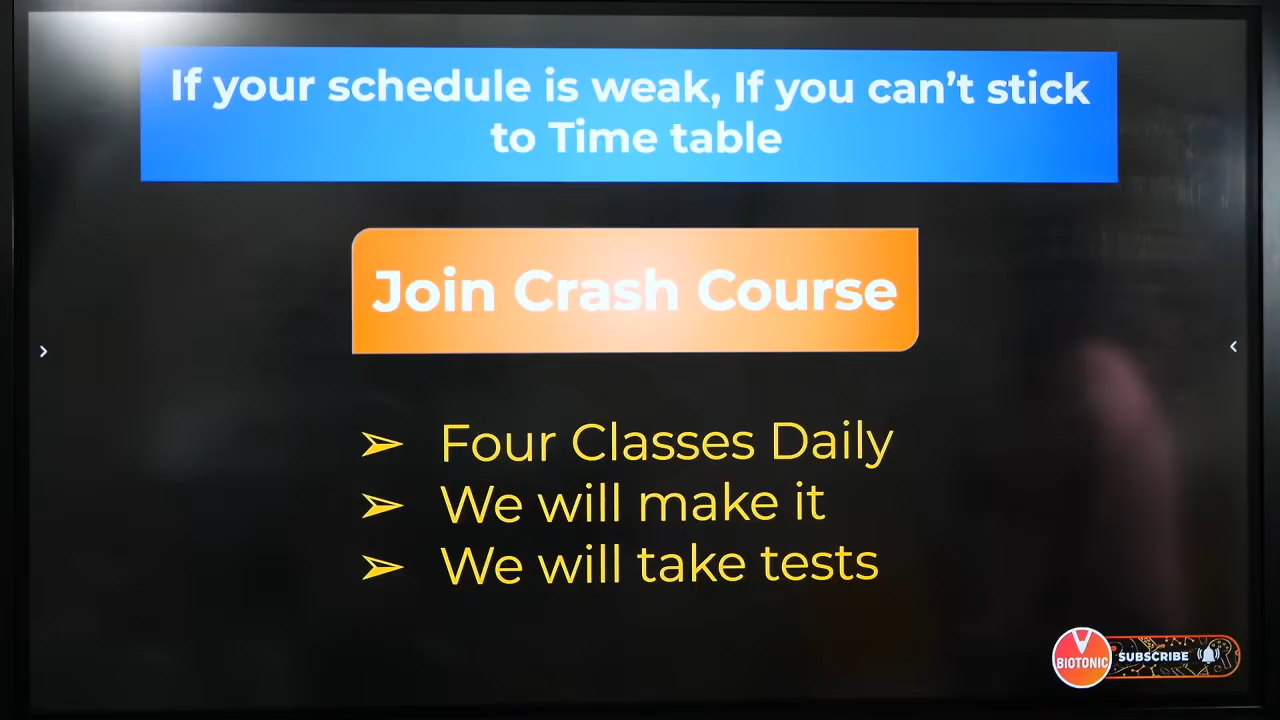 If your schedule is weak, If you can't stick
to Time table
Join Crash Course
➢ Four Classes Daily
➢ We will make it
➢ We will take tests
BIOTONIC
SUBSCRIBE